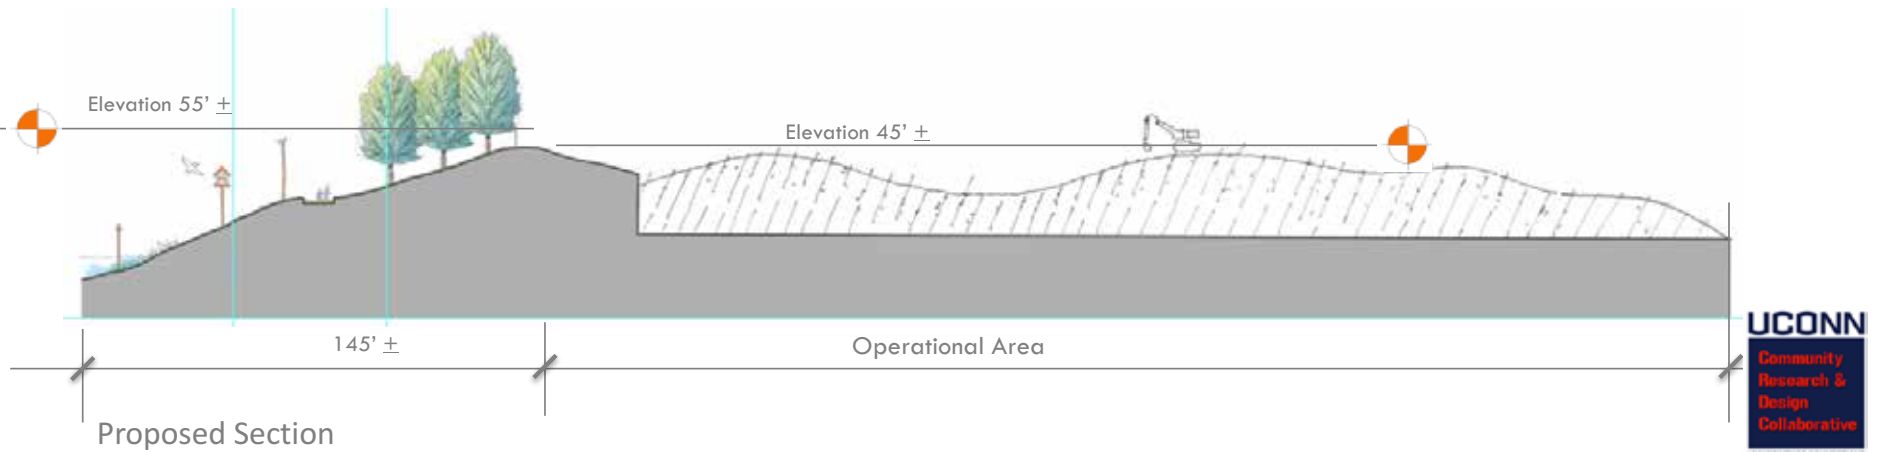 Elevation 55' ±
Elevation 45' ±
145' ±
Operational Area
Proposed Section
UCONN
Community
Research &
Design
Collaborative